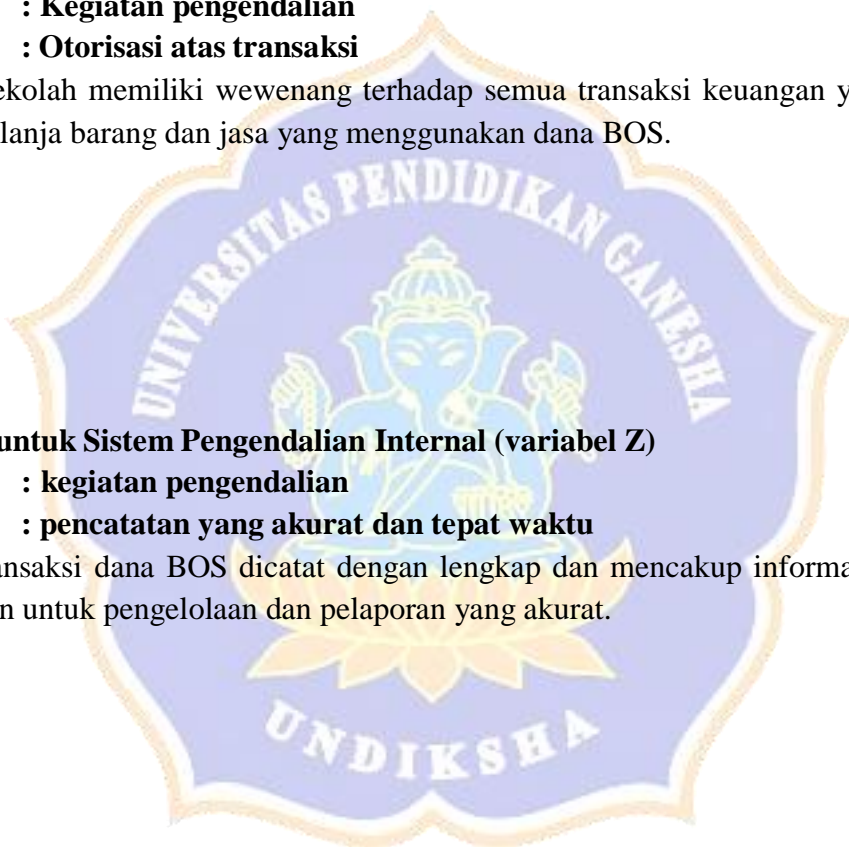 : Kegiatan pengendalian
: Otorisasi atas transaksi
ekolah memiliki wewenang terhadap semua transaksi keuangan y
lanja barang dan jasa yang menggunakan dana BOS.
UNIVERSITAS PENDIDIKAN GANESHA
untuk Sistem Pengendalian Internal (variabel Z)
: kegiatan pengendalian
: pencatatan yang akurat dan tepat waktu
ansaksi dana BOS dicatat dengan lengkap dan mencakup informa
n untuk pengelolaan dan pelaporan yang akurat.
UNDIKSHA